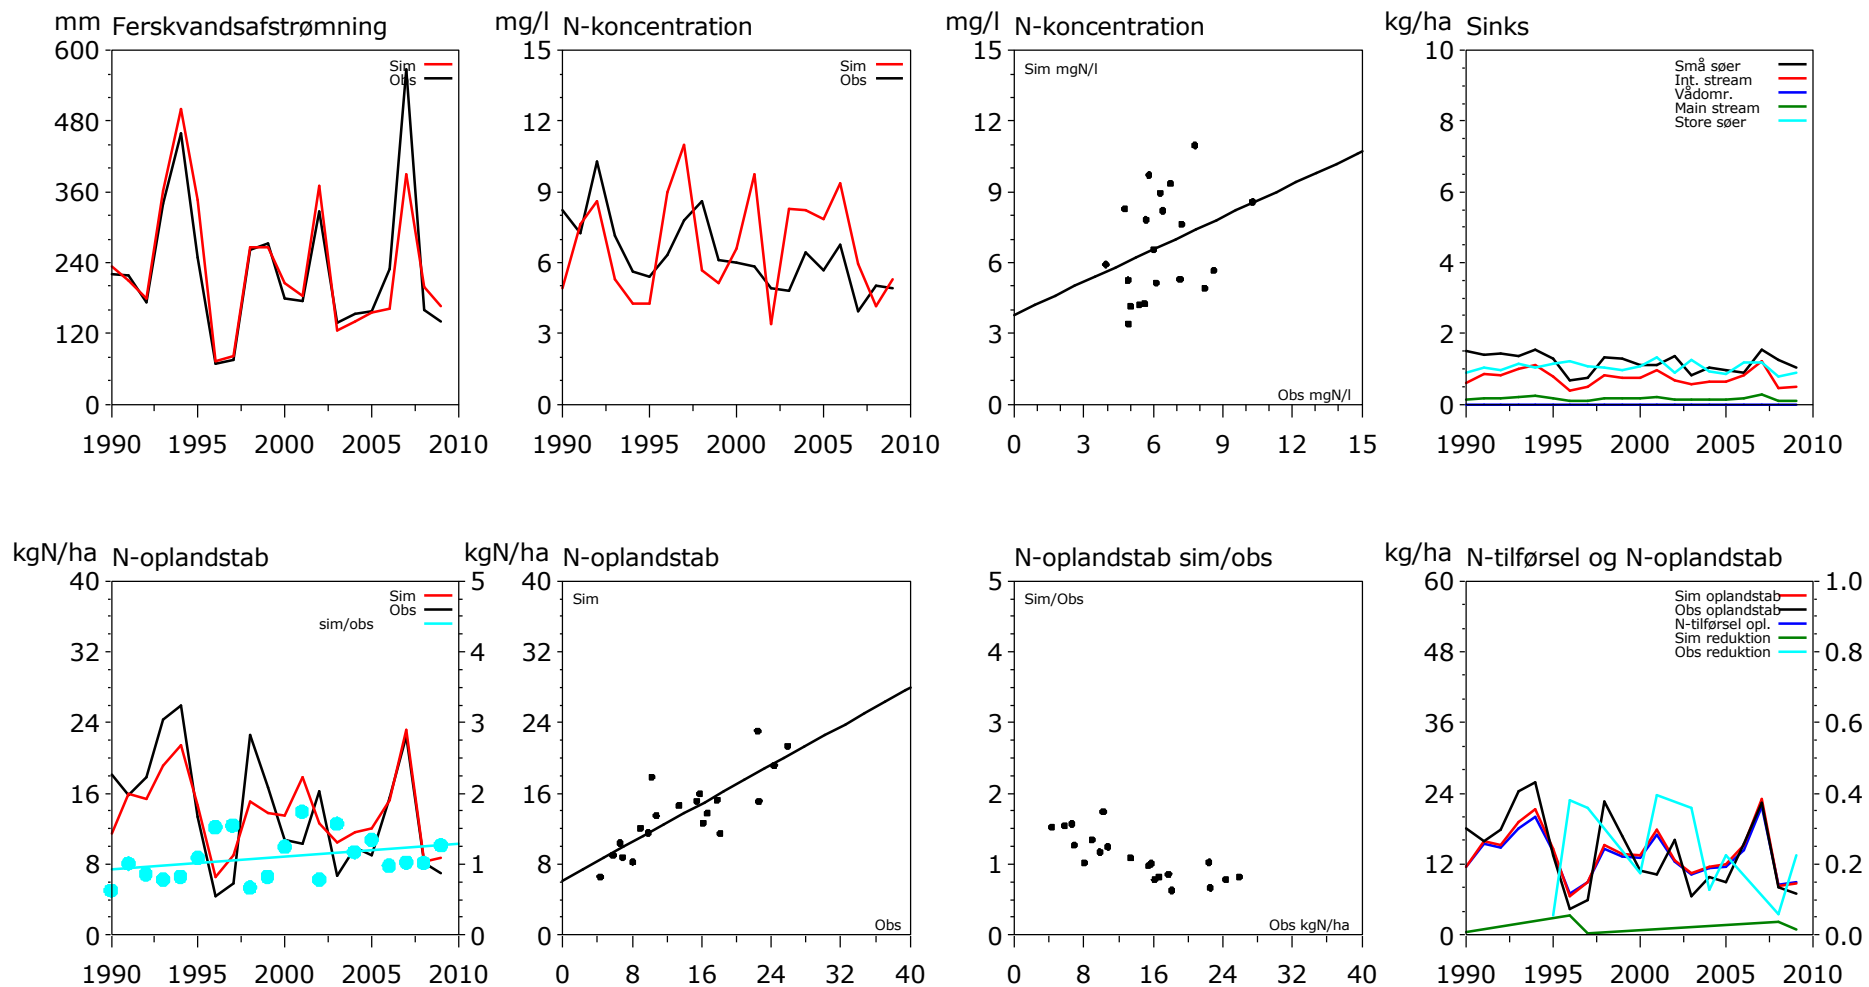 mm Ferskvandsafstrømning
600
480
360
240
120
0
1990 1995 2000 2005 2010
Sim
Obs
mg/l N-koncentration
15
12
9
6
3
0
1990 1995 2000 2005 2010
Sim
Obs
mg/l N-koncentration
15
12
9
6
3
0
0 3 6 9 12 15
Sim mgN/l
Obs mgN/l
kg/ha Sinks
10
8
6
4
2
0
1990 1995 2000 2005 2010
Små søer
Int. stream
Vådomr.
Main stream
Store søer
kgN/ha N-oplandstab
40
32
24
16
8
0
1990 1995 2000 2005 2010
Sim
Obs
sim/obs
5
4
3
2
1
0
kgN/ha N-oplandstab
40
32
24
16
8
0
0 8 16 24 32 40
Sim
Obs
N-oplandstab sim/obs
5
4
3
2
1
0
0 8 16 24 32 40
Sim/Obs
Obs kgN/ha
kg/ha N-tilførsel og N-oplandstab
60
48
36
24
12
0
1990 1995 2000 2005 2010
Sim oplandstab
Obs oplandstab
N-tilførsel opl.
Sim reduktion
Obs reduktion
1.0
0.8
0.6
0.4
0.2
0.0